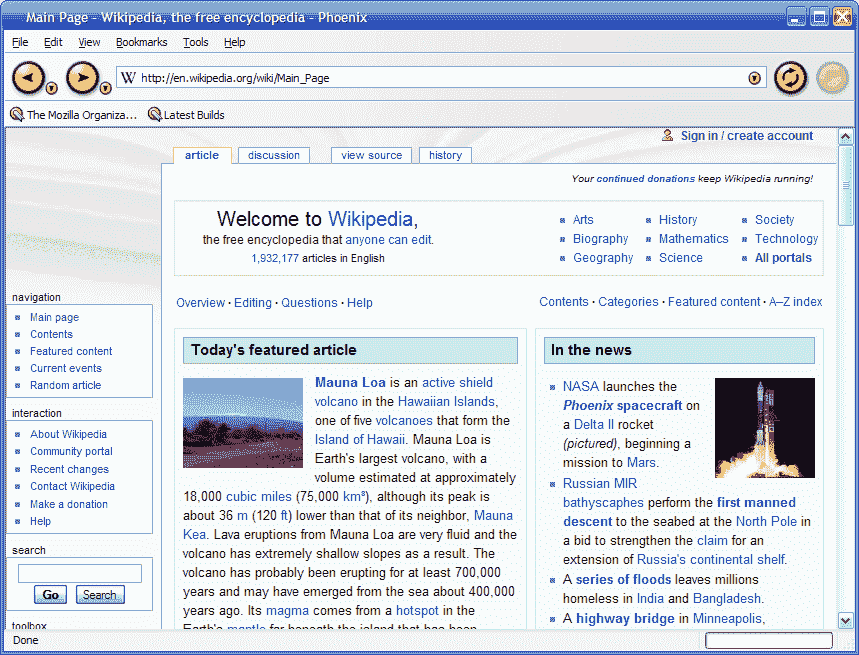 Main Page - Wikipedia, the free encyclopedia - Phoenix
File Edit View Bookmarks Tools Help
W http://en.wikipedia.org/wiki/Main_Page
The Mozilla Organiza... Latest Builds
Sign in / create account
article discussion view source history
Your continued donations keep Wikipedia running!
Welcome to Wikipedia,
the free encyclopedia that anyone can edit.
1,932,177 articles in English
Arts History Society
Biography Mathematics Technology
Geography Science All portals
Overview · Editing · Questions · Help
Contents · Categories · Featured content · A–Z index
navigation
Main page
Contents
Featured content
Current events
Random article
interaction
About Wikipedia
Community portal
Recent changes
Contact Wikipedia
Make a donation
Help
search
Go Search
toolbox
Today's featured article
Mauna Loa is an active shield
volcano in the Hawaiian Islands,
one of five volcanoes that form the
Island of Hawaii. Mauna Loa is
Earth's largest volcano, with a
volume estimated at approximately
18,000 cubic miles (75,000 km³), although its peak is
about 36 m (120 ft) lower than that of its neighbor, Mauna
Kea. Lava eruptions from Mauna Loa are very fluid and the
volcano has extremely shallow slopes as a result. The
volcano has probably been erupting for at least 700,000
years and may have emerged from the sea about 400,000
years ago. Its magma comes from a hotspot in the
Earth's mantle far beneath the island that has been
In the news
NASA launches the
Phoenix spacecraft on
a Delta II rocket
(pictured), beginning a
mission to Mars.
Russian MIR
bathyscaphes perform the first manned
descent to the seabed at the North Pole in
a bid to strengthen the claim for an
extension of Russia's continental shelf.
A series of floods leaves millions
homeless in India and Bangladesh.
A highway bridge in Minneapolis,
Done